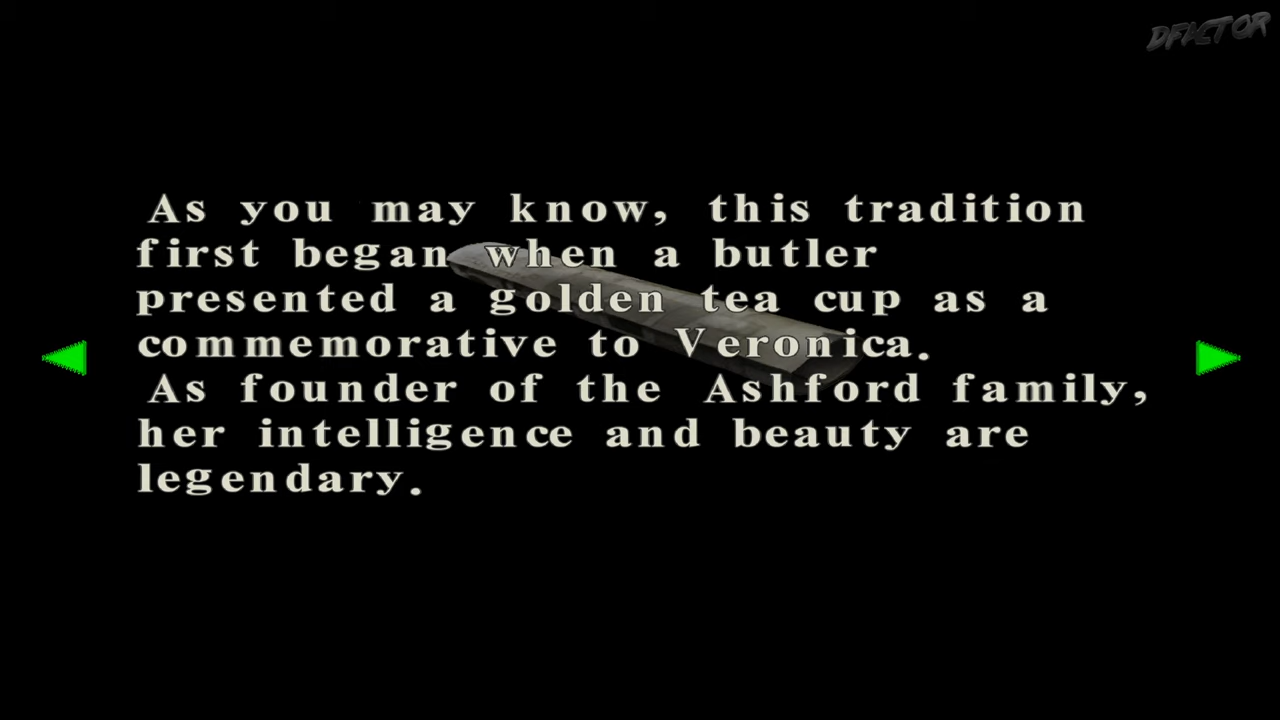 DFACTOR
As you may know, this tradition
first began when a butler
presented a golden tea cup as a
commemorative to Veronica.
As founder of the Ashford family,
her intelligence and beauty are
legendary.